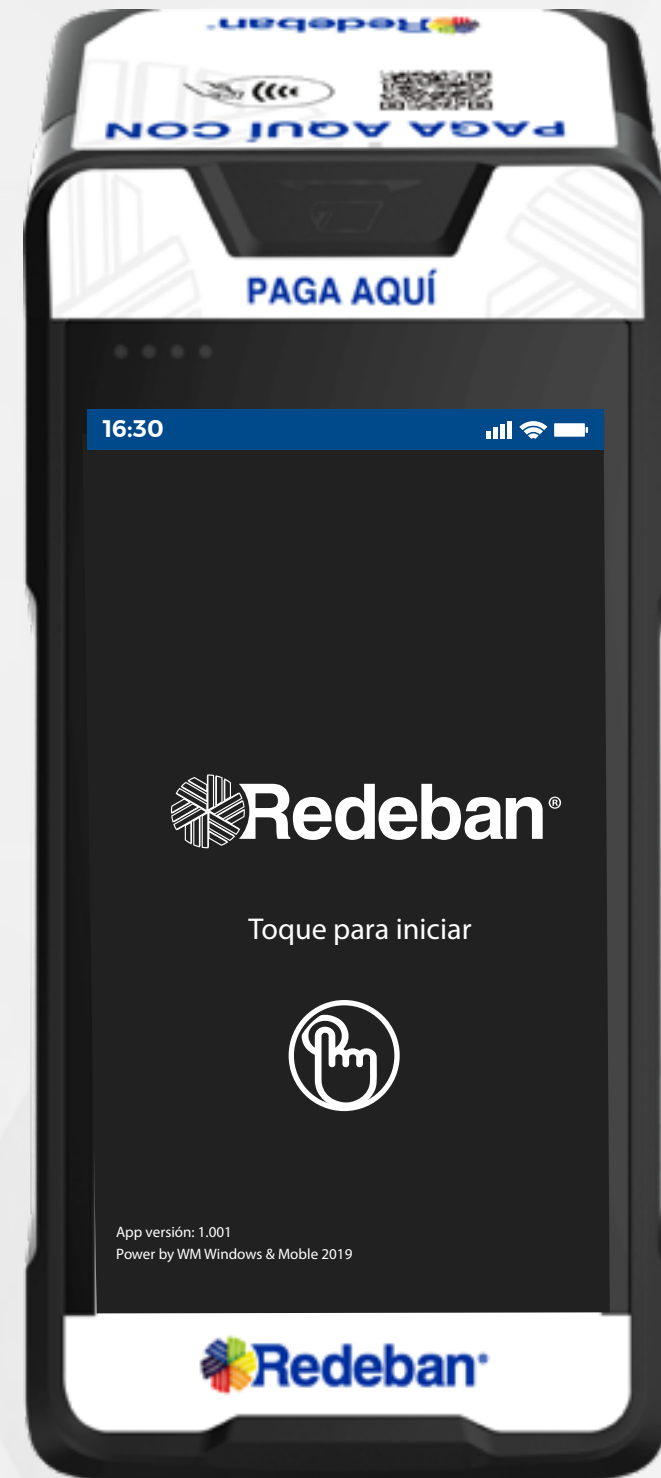 Redeban
PAGA AQUÍ CON
PAGA AQUÍ
16:30
Redeban®
Toque para iniciar
App versión: 1.001
Power by WM Windows & Moble 2019
Redeban